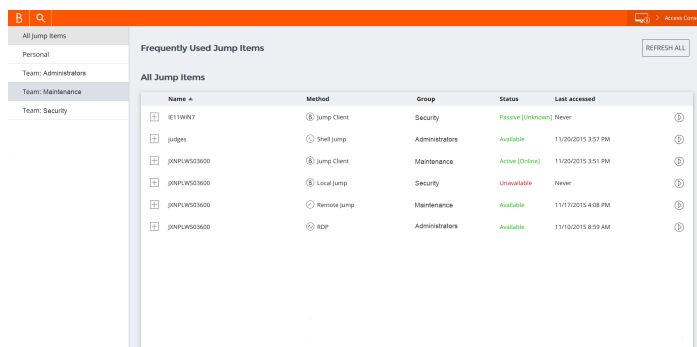 B > Access Cons
All Jump Items
Personal
Team: Administrators
Team: Maintenance
Team: Security
Frequently Used Jump Items
REFRESH ALL
All Jump Items
Name Method Group Status Last accessed
IE11WIN7 Jump Client Security Passive [Unknown] Never
judges Shell Jump Administrators Available 11/20/2015 3:57 PM
JXNPLWS03600 Jump Client Maintenance Active [Online] 11/20/2015 3:51 PM
JXNPLWS03600 Local Jump Security Unavailable Never
JXNPLWS03600 Remote Jump Maintenance Available 11/17/2015 4:08 PM
JXNPLWS03600 RDP Administrators Available 11/10/2015 8:59 AM